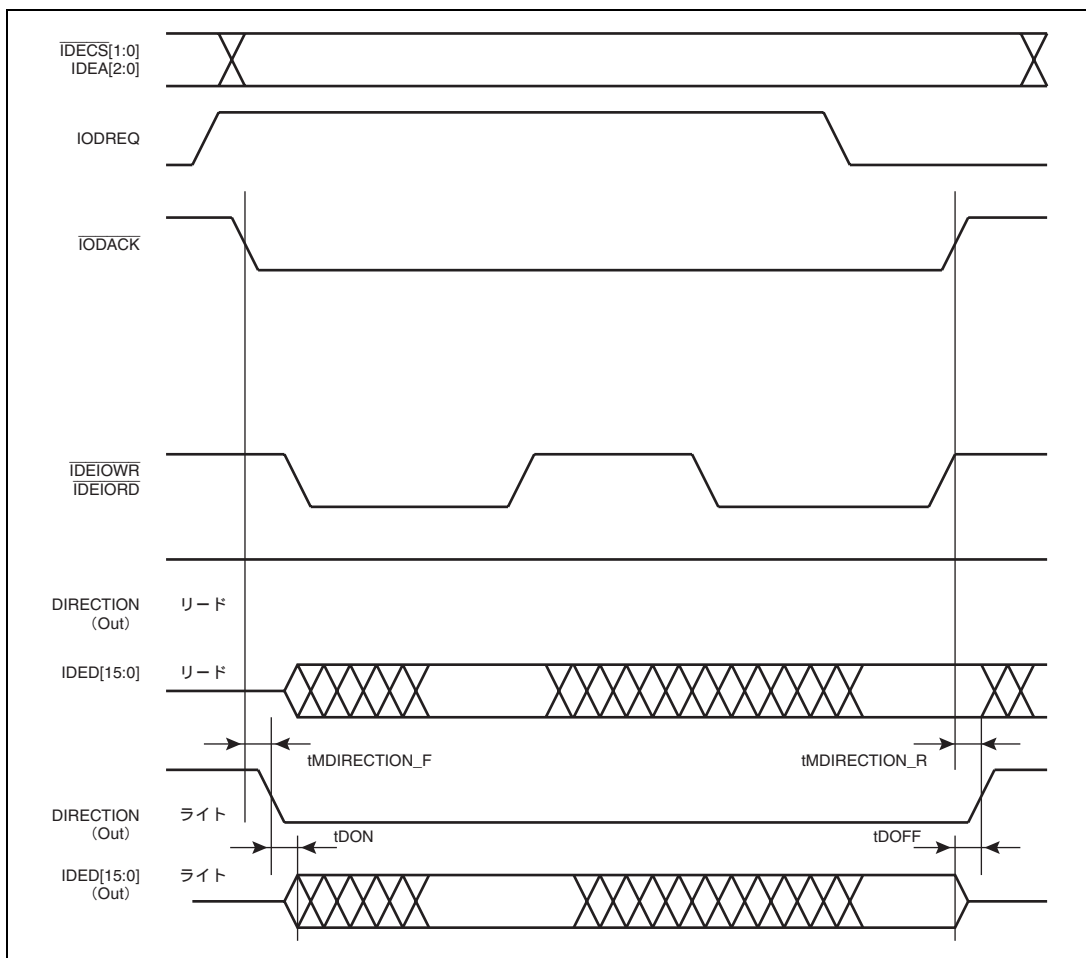 IDECS[1:0]
IDEA[2:0]
IODREQ
IODACK
IDEIOWR
IDEIORD
DIRECTION リード
(Out)
IDED[15:0] リード
tMDIRECTION_F tMDIRECTION_R
DIRECTION ライト
(Out)
tDON tDOFF
IDED[15:0] ライト
(Out)